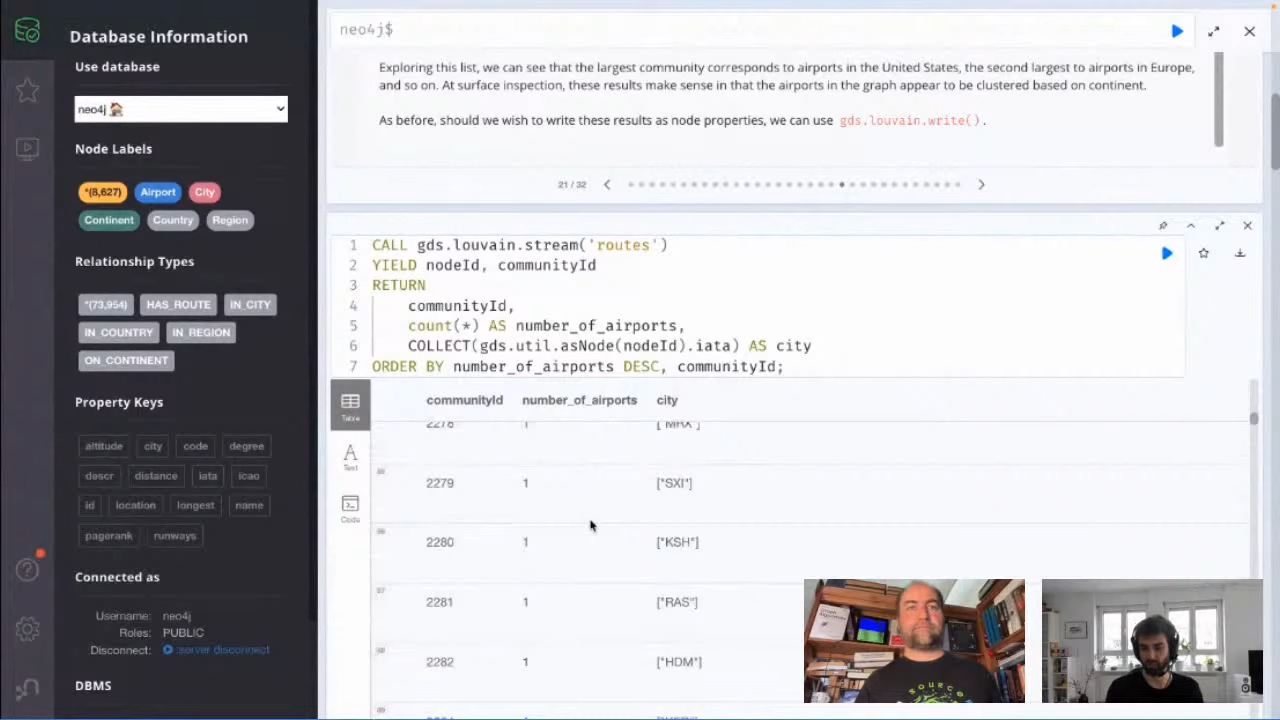 Database Information
Use database
neo4j
Node Labels
*(8,627) Airport City
Continent Country Region
Relationship Types
*(73,954) HAS_ROUTE IN_CITY
IN_COUNTRY IN_REGION
ON_CONTINENT
Property Keys
altitude city code degree
descr distance iata icao
id location longest name
pagerank runways
Connected as
Username: neo4j
Roles: PUBLIC
Disconnect: :server disconnect
DBMS
neo4j$
Exploring this list, we can see that the largest community corresponds to airports in the United States, the second largest to airports in Europe,
and so on. At surface inspection, these results make sense in that the airports in the graph appear to be clustered based on continent.
As before, should we wish to write these results as node properties, we can use gds.louvain.write().
21 / 32
1 CALL gds.louvain.stream('routes')
2 YIELD nodeId, communityId
3 RETURN
4 communityId,
5 count(*) AS number_of_airports,
6 COLLECT(gds.util.asNode(nodeId).iata) AS city
7 ORDER BY number_of_airports DESC, communityId;
Table
Text
Code
communityId number_of_airports city
2278 1 ["MRX"]
2279 1 ["SXI"]
2280 1 ["KSH"]
2281 1 ["RAS"]
2282 1 ["HDM"]
SOURCE